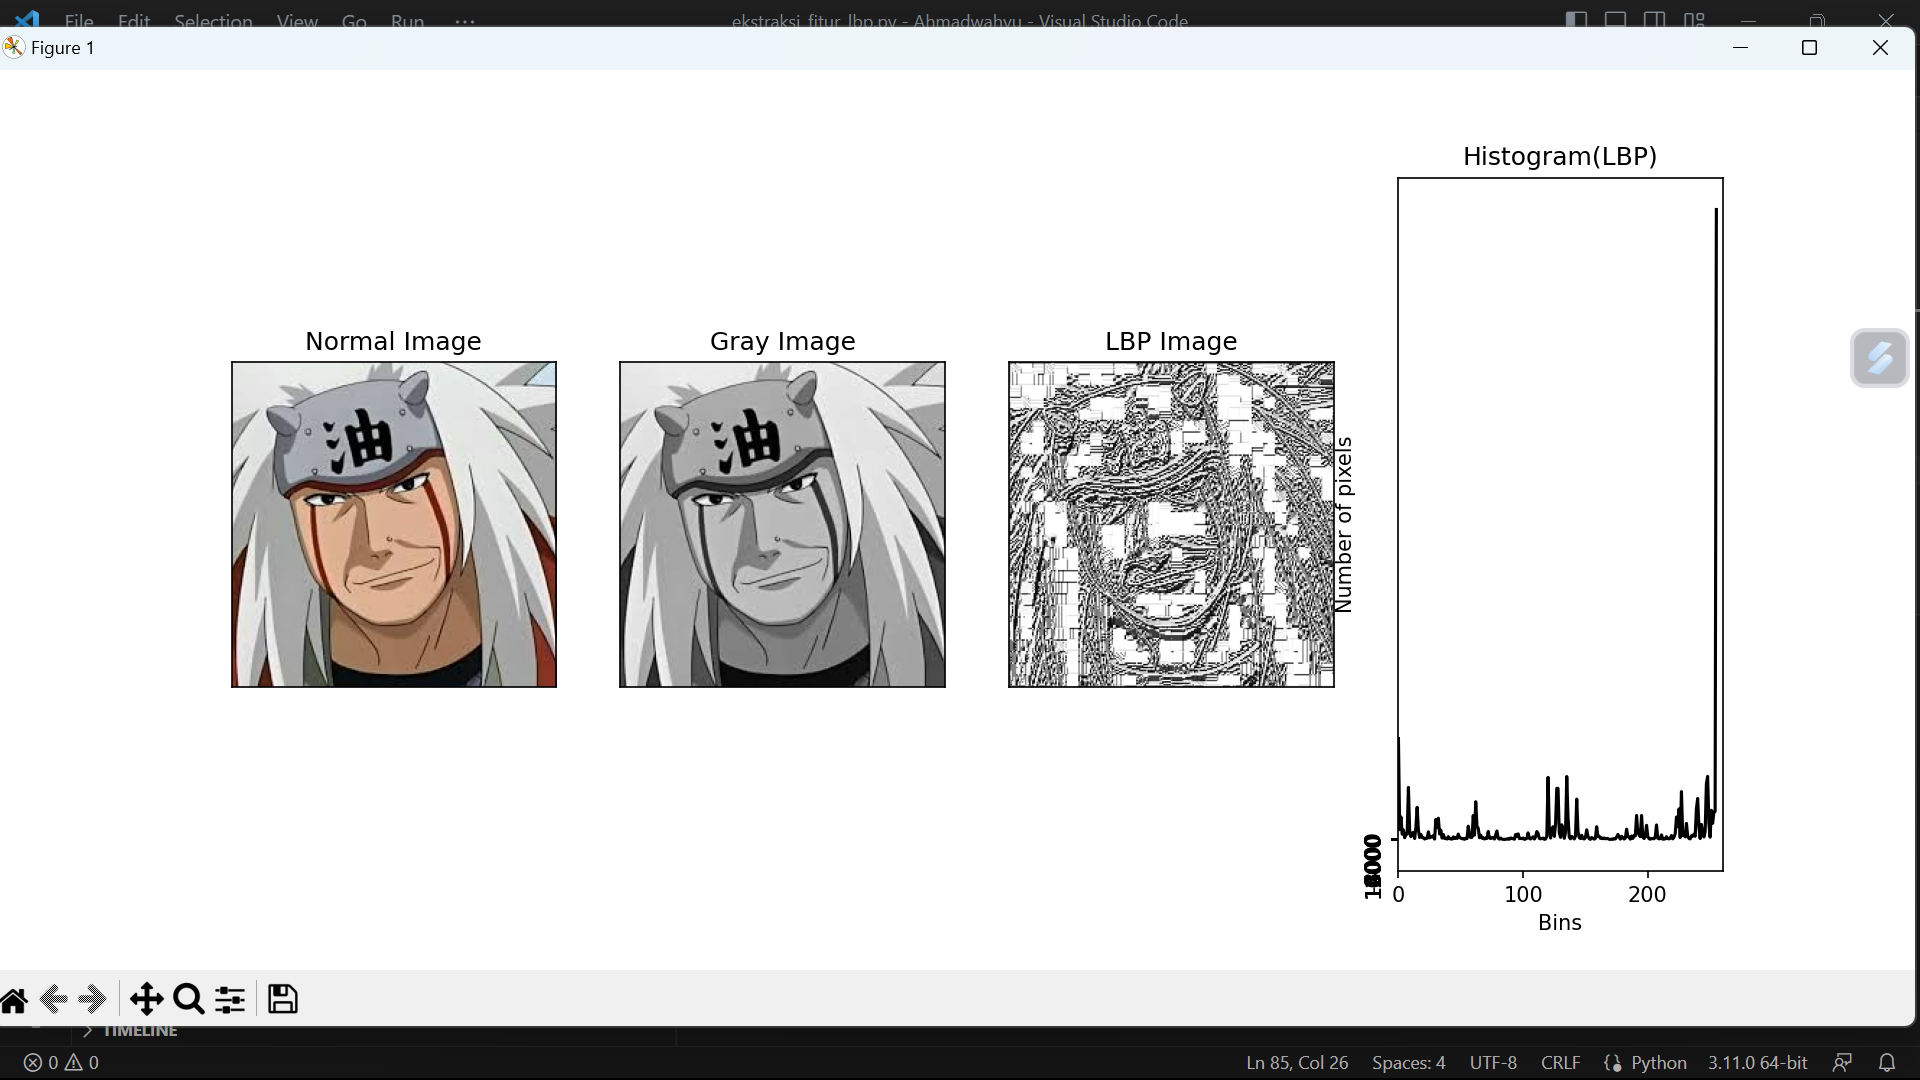 File Edit Selection View Go Run ···
ekstraksi_fitur_lbp.py - Ahmadwahyu - Visual Studio Code
Figure 1
Normal Image
油
Gray Image
油
LBP Image
Histogram(LBP)
Number of pixels
0 100 200
Bins
TIMELINE
0 0
Ln 85, Col 26 Spaces: 4 UTF-8 CRLF Python 3.11.0 64-bit